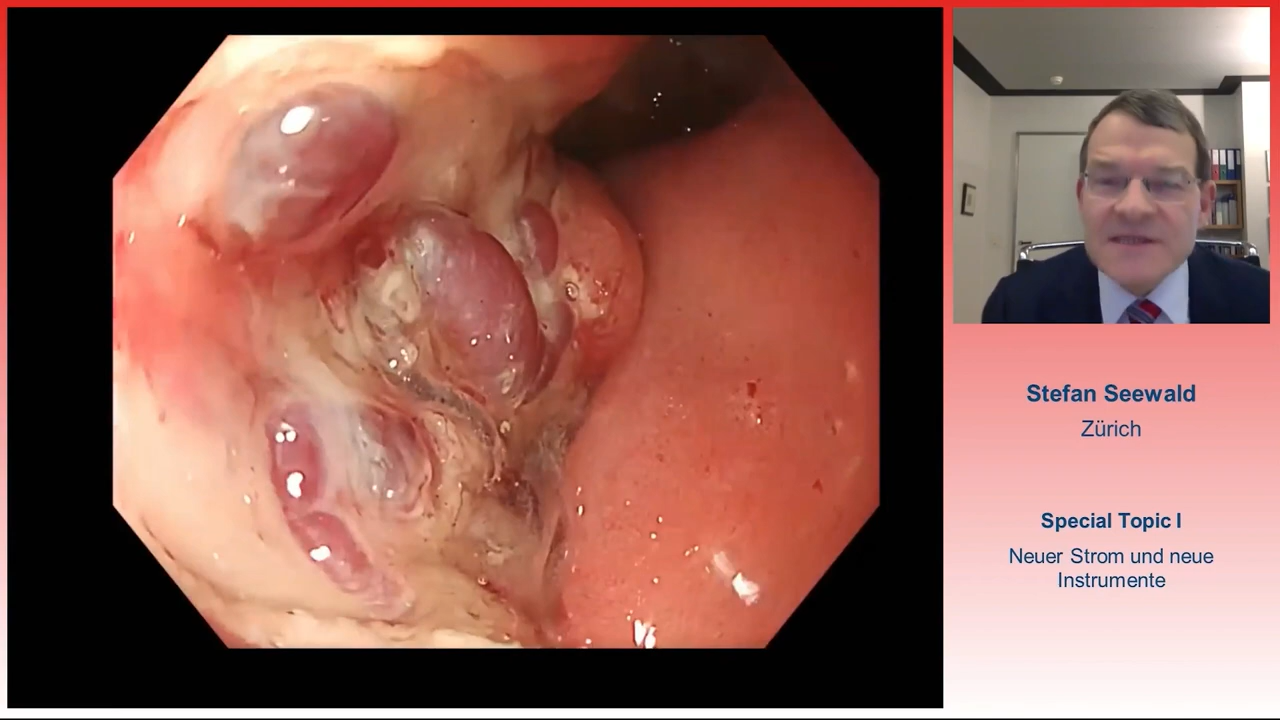 Stefan Seewald
Zürich
Special Topic I
Neuer Strom und neue
Instrumente